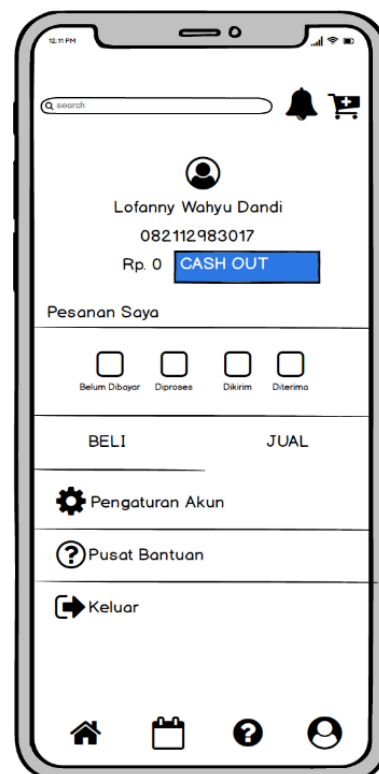 12:11 PM
search
Lofanny Wahyu Dandi
082112983017
Rp. 0 CASH OUT
Pesanan Saya
Belum Dibayar Diproses Dikirim Diterima
BELI JUAL
Pengaturan Akun
Pusat Bantuan
Keluar